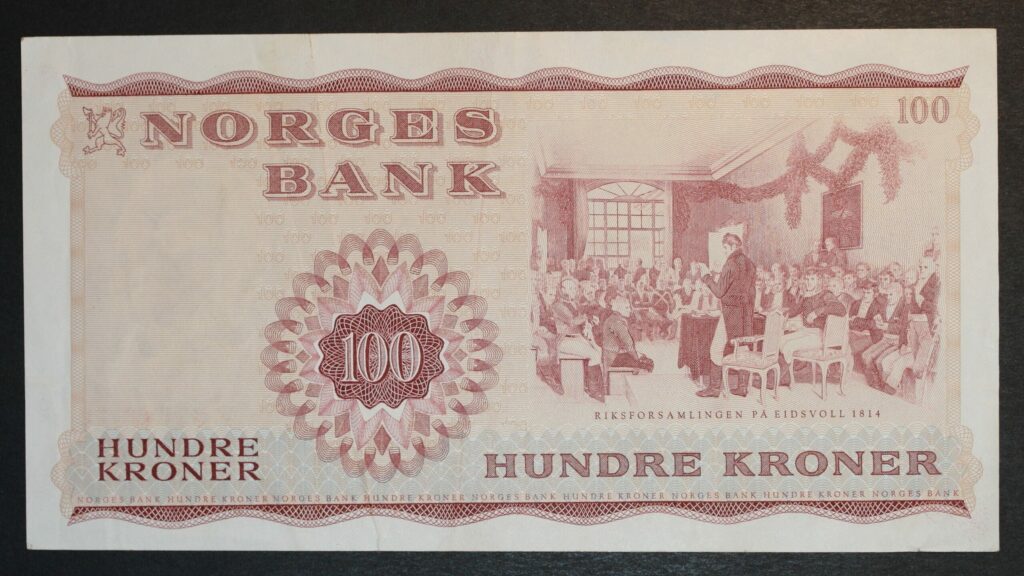 NORGES
BANK
100
100
RIKSFORSAMLINGEN PÅ EIDSVOLL 1814
HUNDRE
KRONER
HUNDRE KRONER
NORGES BANK HUNDRE KRONER NORGES BANK HUNDRE KRONER NORGES BANK HUNDRE KRONER NORGES BANK HUNDRE KRONER NORGES BANK